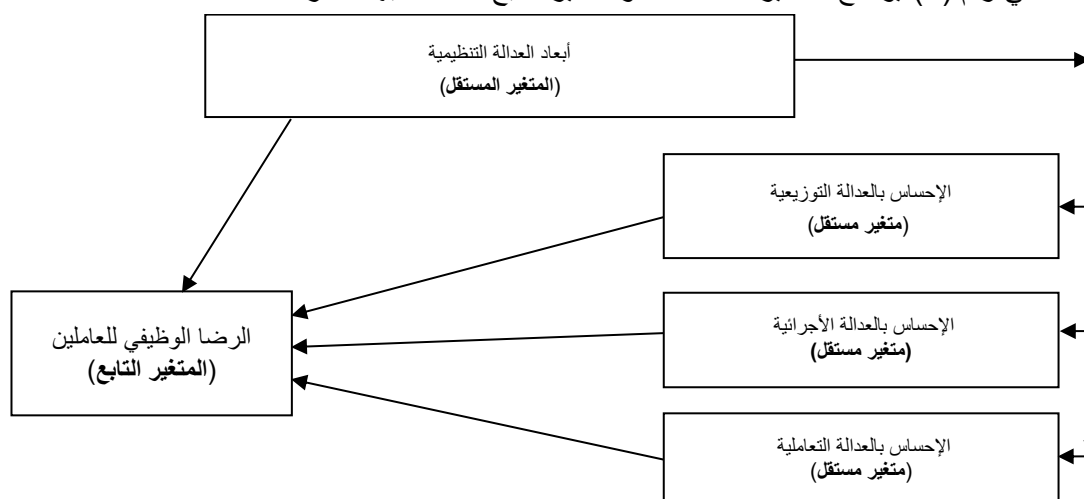 أبعاد العدالة التنظيمية
(المتغير المستقل)
الإحساس بالعدالة التوزيعية
(متغير مستقل)
الإحساس بالعدالة الأجرائية
(متغير مستقل)
الرضا الوظيفي للعاملين
(المتغير التابع)
الإحساس بالعدالة التعاملية
(متغير مستقل)